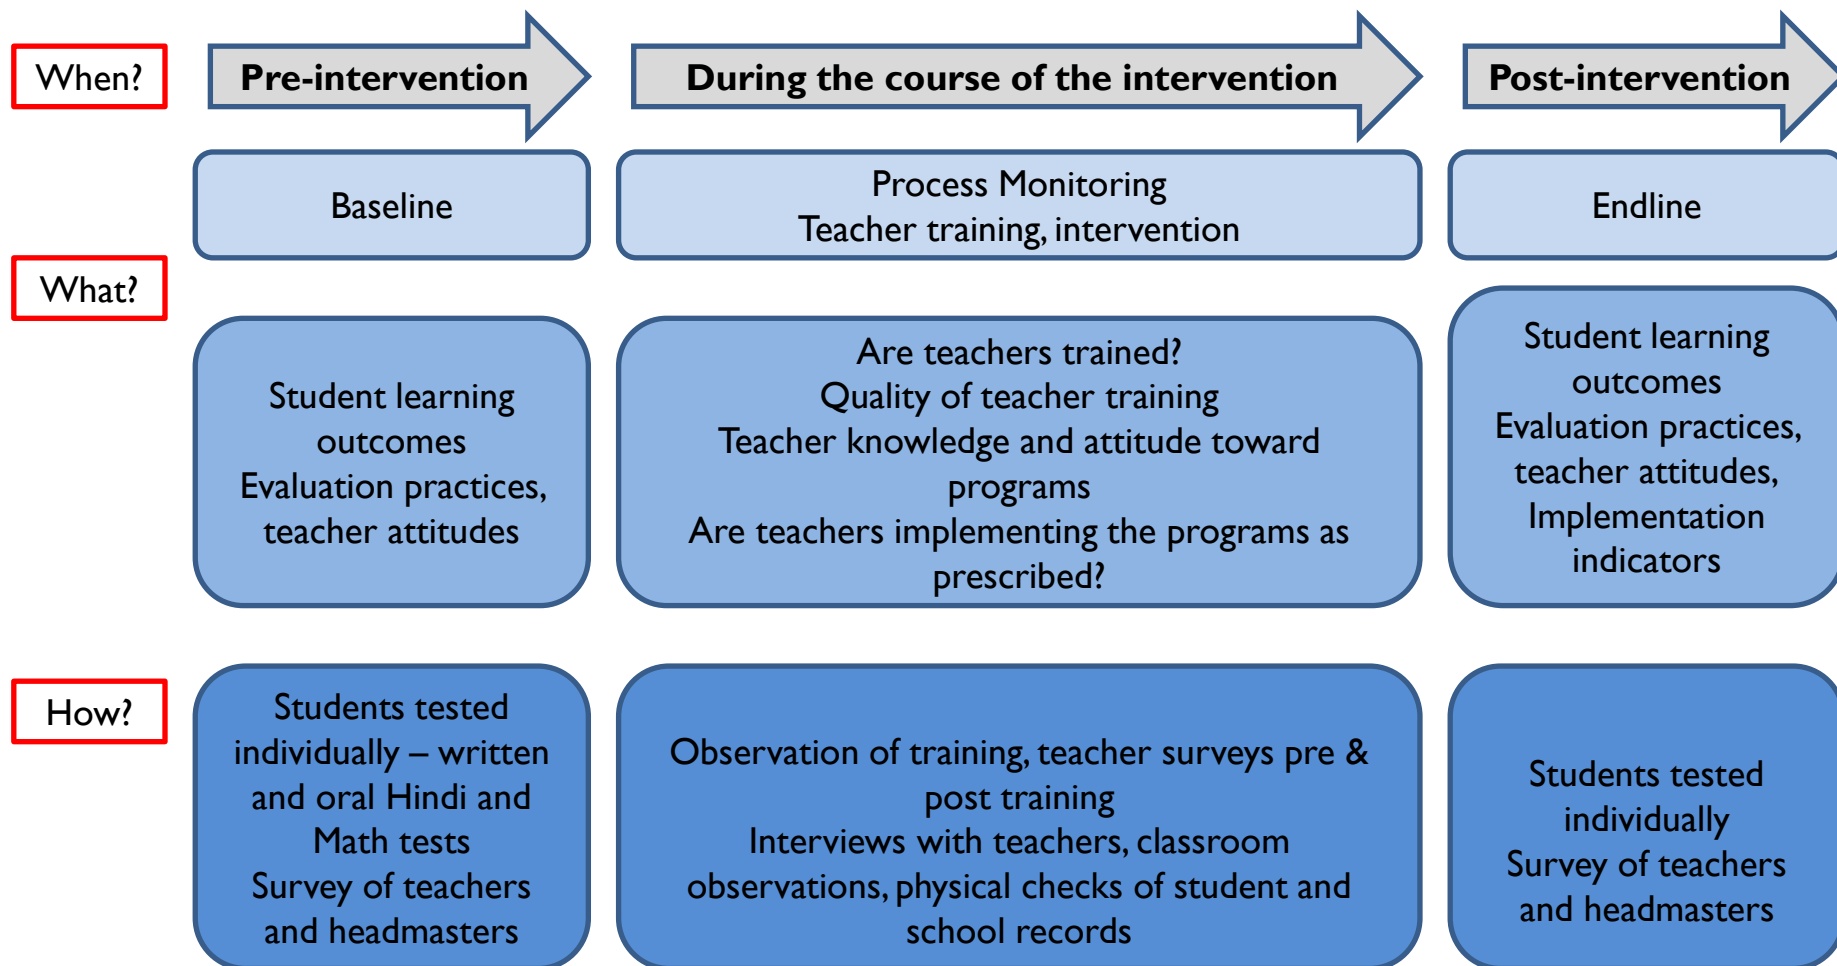 When?
Pre-intervention
During the course of the intervention
Post-intervention
Baseline
Process Monitoring
Teacher training, intervention
Endline
What?
Student learning
outcomes
Evaluation practices,
teacher attitudes
Are teachers trained?
Quality of teacher training
Teacher knowledge and attitude toward
programs
Are teachers implementing the programs as
prescribed?
Student learning
outcomes
Evaluation practices,
teacher attitudes,
Implementation
indicators
How?
Students tested
individually – written
and oral Hindi and
Math tests
Survey of teachers
and headmasters
Observation of training, teacher surveys pre &
post training
Interviews with teachers, classroom
observations, physical checks of student and
school records
Students tested
individually
Survey of teachers
and headmasters